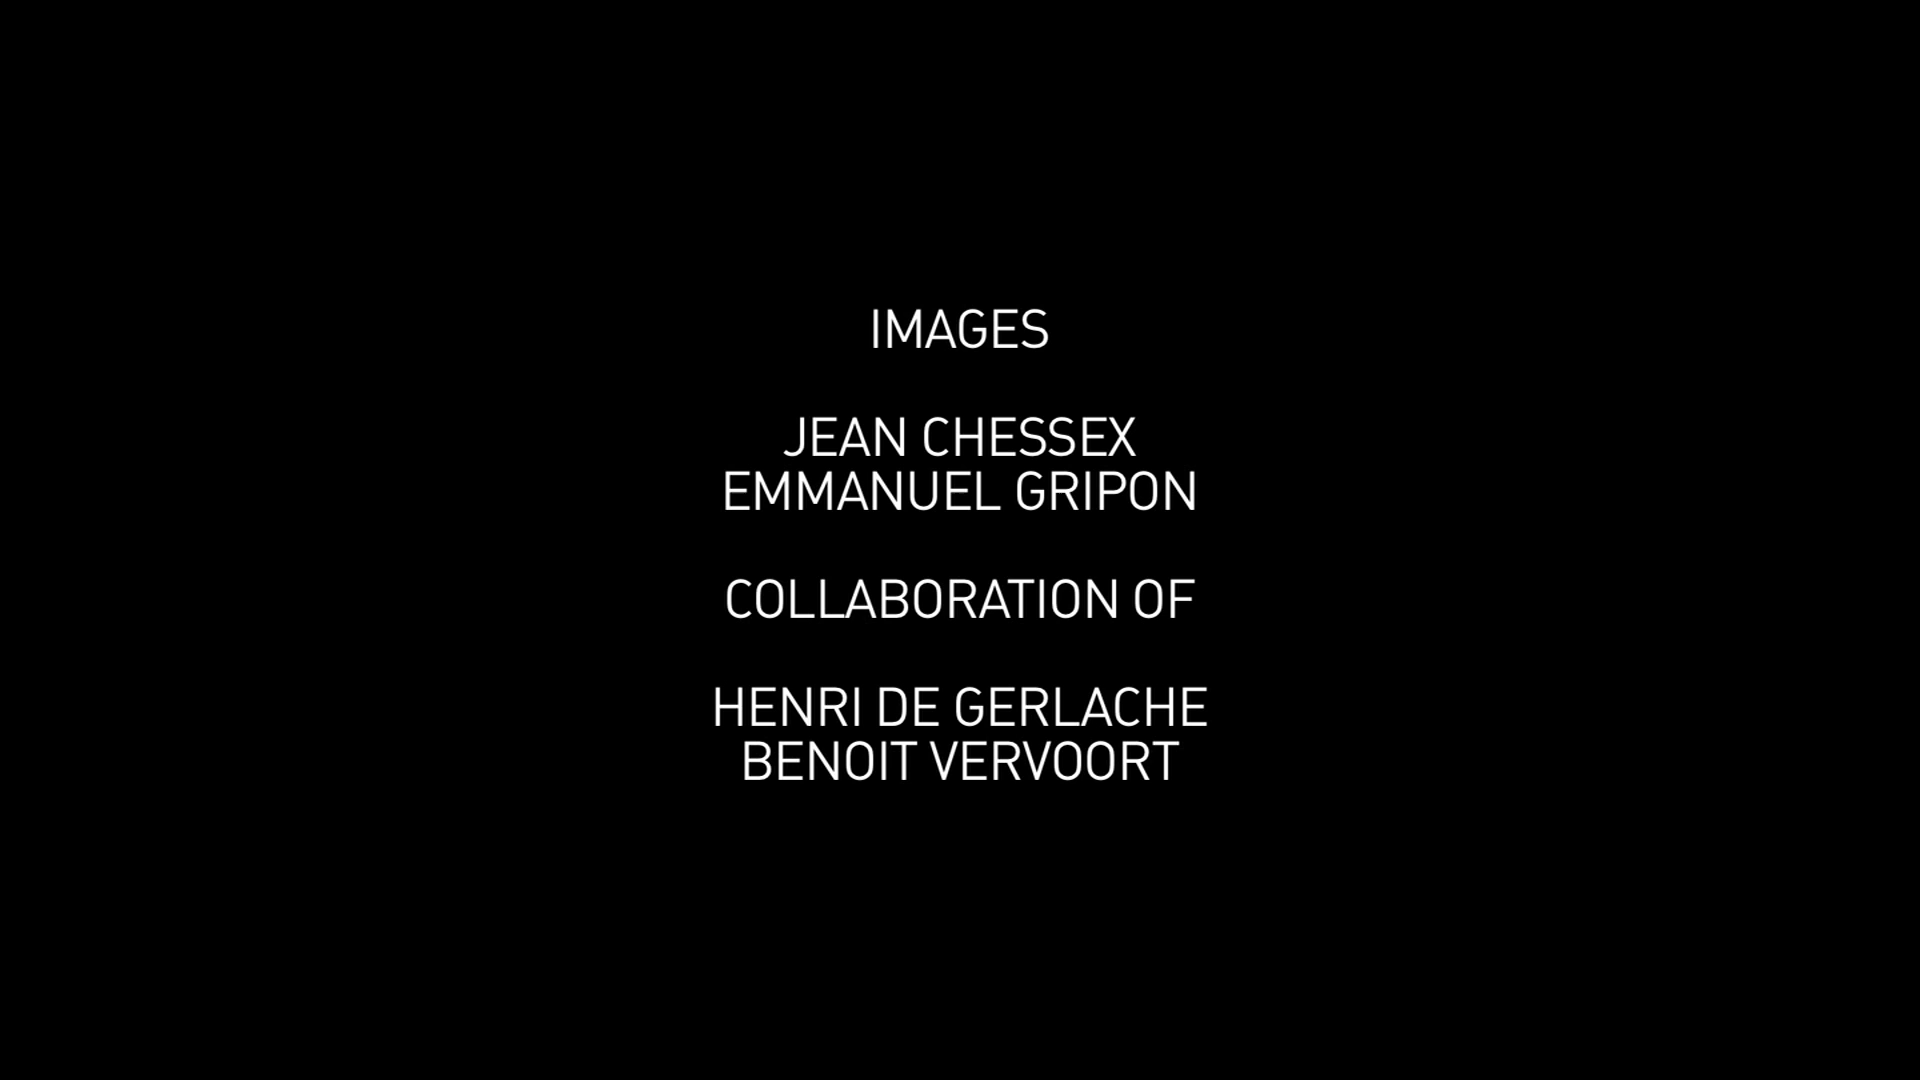 IMAGES
JEAN CHESSEX
EMMANUEL GRIPON
COLLABORATION OF
HENRI DE GERLACHE
BENOIT VERVOORT